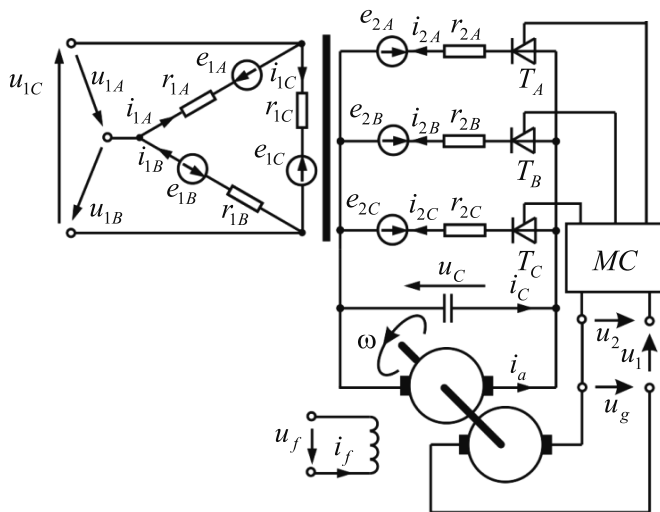 e2A i2A r2A
TA
u1C u1A i1A r1A e1A i1C r1C
e2B i2B r2B
TB
i1B e1B r1B e1C
u1B
e2C i2C r2C
TC
MC
uC iC
ω
u2 u1
ia
ug
uf if